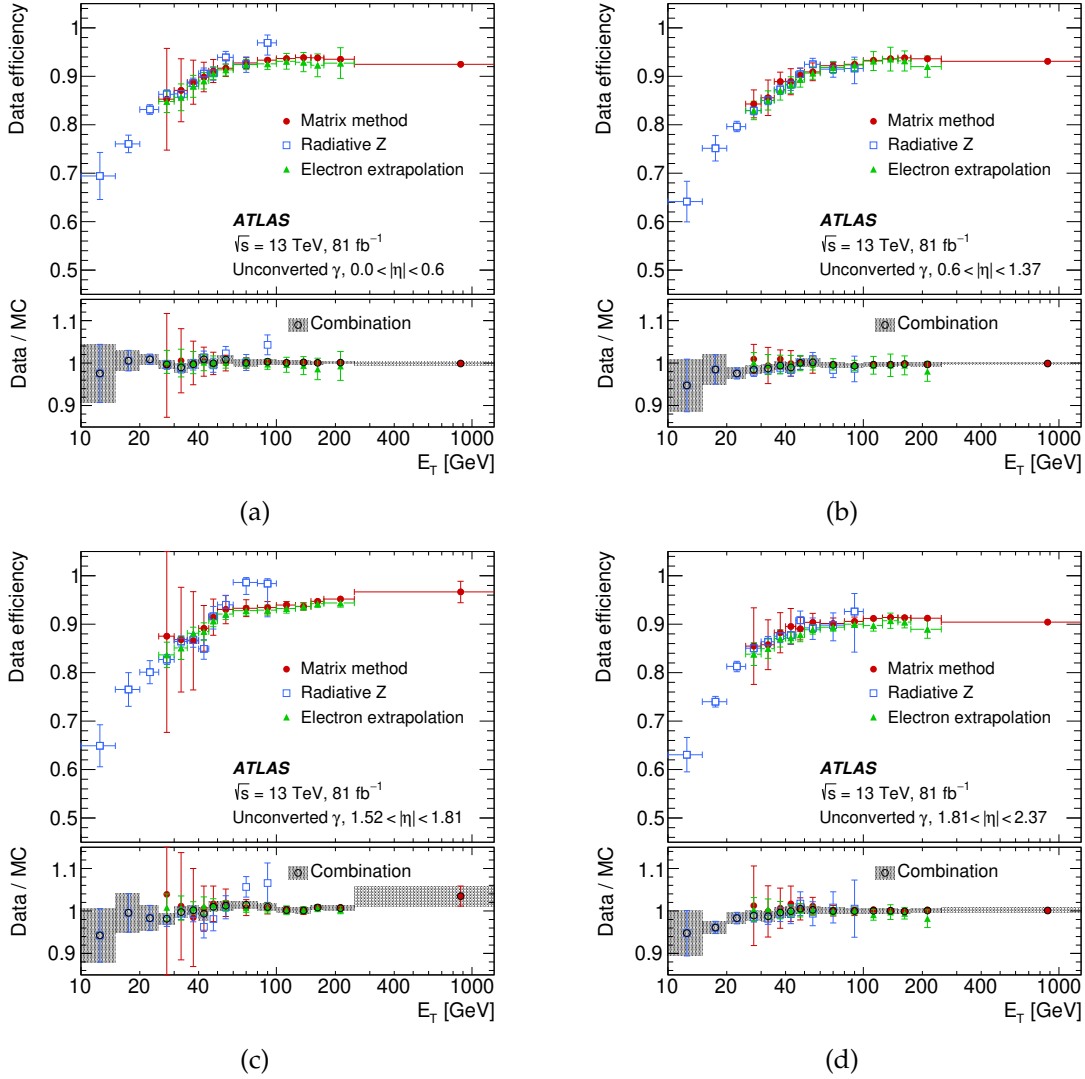 Data efficiency
1
0.9
0.8
0.7
0.6
0.5
Matrix method
Radiative Z
Electron extrapolation
ATLAS
√s = 13 TeV, 81 fb⁻¹
Unconverted γ, 0.0 < |η| < 0.6
Data / MC
1.1
1
0.9
Combination
10 20 40 100 200 400 1000
E_T [GeV]
(a)
Data efficiency
1
0.9
0.8
0.7
0.6
0.5
Matrix method
Radiative Z
Electron extrapolation
ATLAS
√s = 13 TeV, 81 fb⁻¹
Unconverted γ, 0.6 < |η| < 1.37
Data / MC
1.1
1
0.9
Combination
10 20 40 100 200 400 1000
E_T [GeV]
(b)
Data efficiency
1
0.9
0.8
0.7
0.6
0.5
Matrix method
Radiative Z
Electron extrapolation
ATLAS
√s = 13 TeV, 81 fb⁻¹
Unconverted γ, 1.52 < |η| < 1.81
Data / MC
1.1
1
0.9
Combination
10 20 40 100 200 400 1000
E_T [GeV]
(c)
Data efficiency
1
0.9
0.8
0.7
0.6
0.5
Matrix method
Radiative Z
Electron extrapolation
ATLAS
√s = 13 TeV, 81 fb⁻¹
Unconverted γ, 1.81 < |η| < 2.37
Data / MC
1.1
1
0.9
Combination
10 20 40 100 200 400 1000
E_T [GeV]
(d)